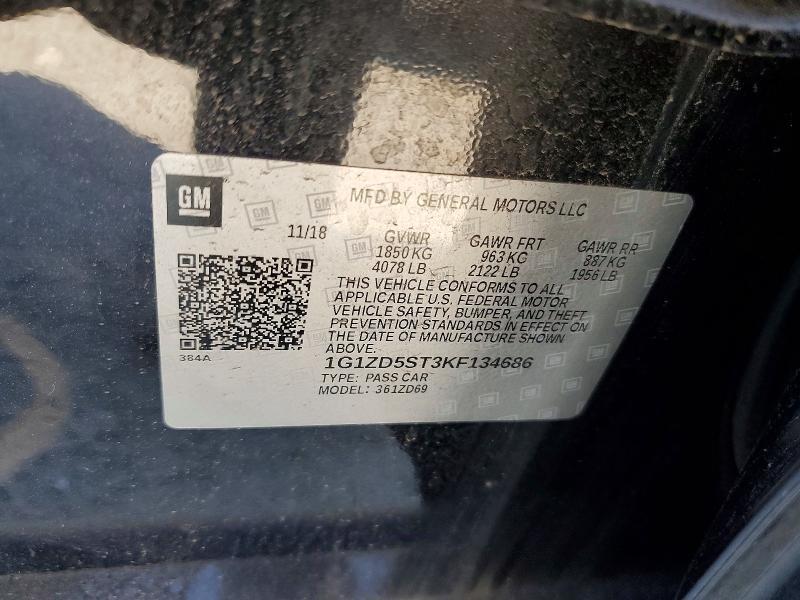 GM
MFD BY GENERAL MOTORS LLC
11/18
GVWR GAWR FRT GAWR RR
1850 KG 963 KG 887 KG
4078 LB 2122 LB 1956 LB
THIS VEHICLE CONFORMS TO ALL
APPLICABLE U.S. FEDERAL MOTOR
VEHICLE SAFETY, BUMPER, AND THEFT
PREVENTION STANDARDS IN EFFECT ON
THE DATE OF MANUFACTURE SHOWN
ABOVE.
384A
1G1ZD5ST3KF134686
TYPE: PASS CAR
MODEL: 361ZD69